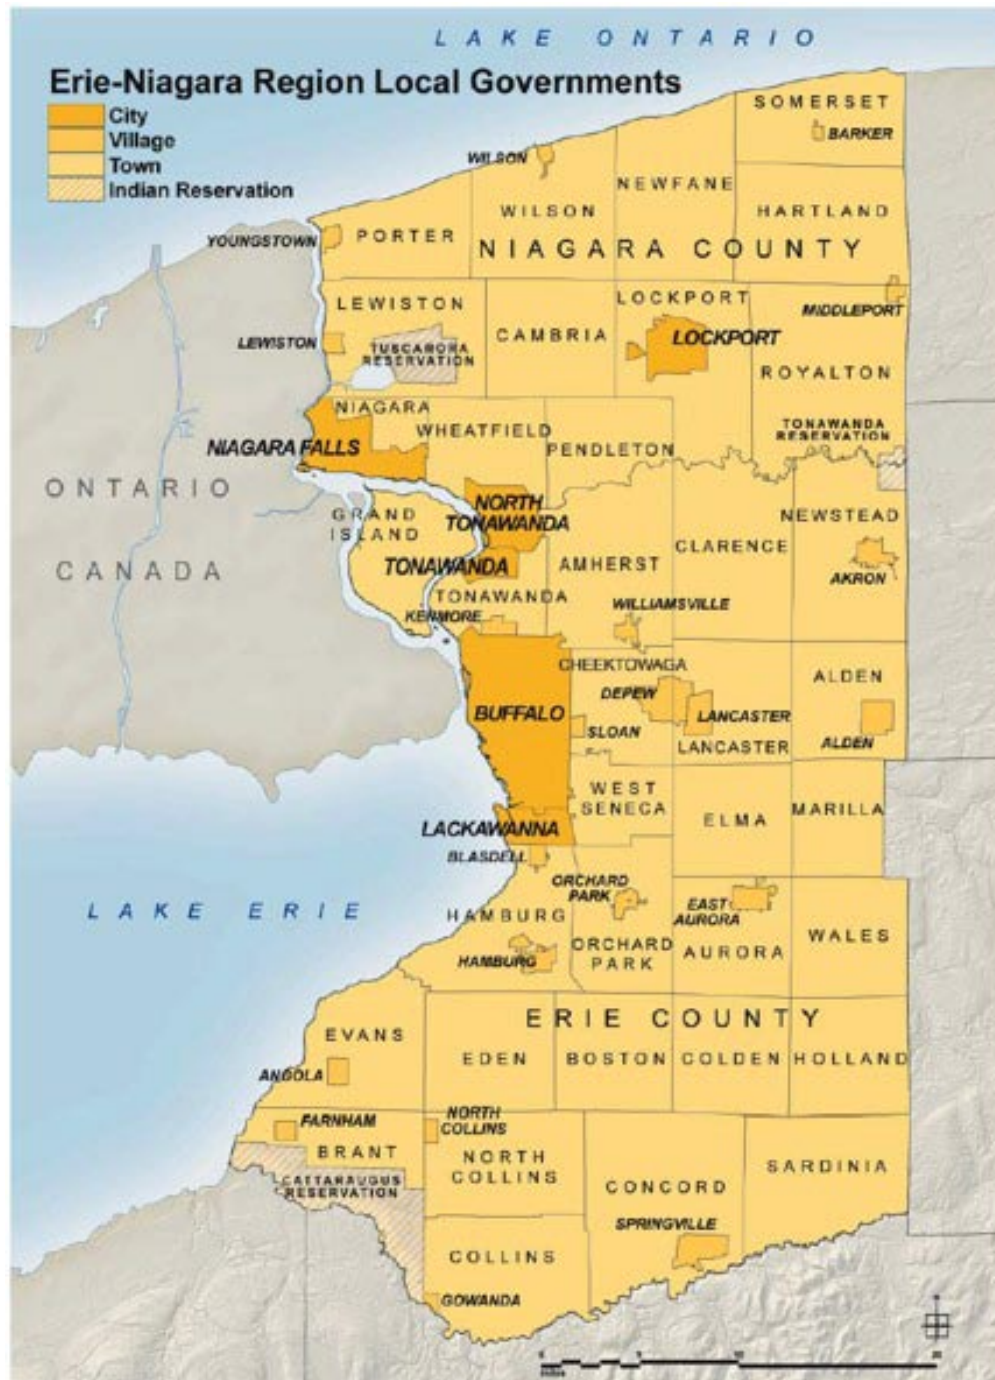 LAKE ONTARIO
Erie-Niagara Region Local Governments
City
Village
Town
Indian Reservation
SOMERSET
BARKER
WILSON
NEWFANE
WILSON
HARTLAND
YOUNGSTOWN
PORTER
NIAGARA COUNTY
LEWISTON
LOCKPORT
MIDDLEPORT
LEWISTON
TUSCARORA
RESERVATION
CAMBRIA
LOCKPORT
ROYALTON
NIAGARA
WHEATFIELD
TONAWANDA
RESERVATION
NIAGARA FALLS
PENDLETON
ONTARIO
CANADA
GRAND
ISLAND
NORTH
TONAWANDA
NEWSTEAD
CLARENCE
TONAWANDA
AMHERST
AKRON
TONAWANDA
KENMORE
WILLIAMSVILLE
CHEEKTOWAGA
ALDEN
DEPEW
BUFFALO
LANCASTER
SLOAN
LANCASTER
ALDEN
WEST
SENECA
MARILLA
LACKAWANNA
ELMA
BLASDELL
ORCHARD
PARK
EAST
AURORA
LAKE ERIE
HAMBURG
WALES
ORCHARD
PARK
AURORA
HAMBURG
ERIE COUNTY
EVANS
EDEN
BOSTON
COLDEN
HOLLAND
ANGOLA
FARNHAM
NORTH
COLLINS
BRANT
NORTH
COLLINS
SARDINIA
CATTARAUGUS
RESERVATION
CONCORD
SPRINGVILLE
COLLINS
GOWANDA